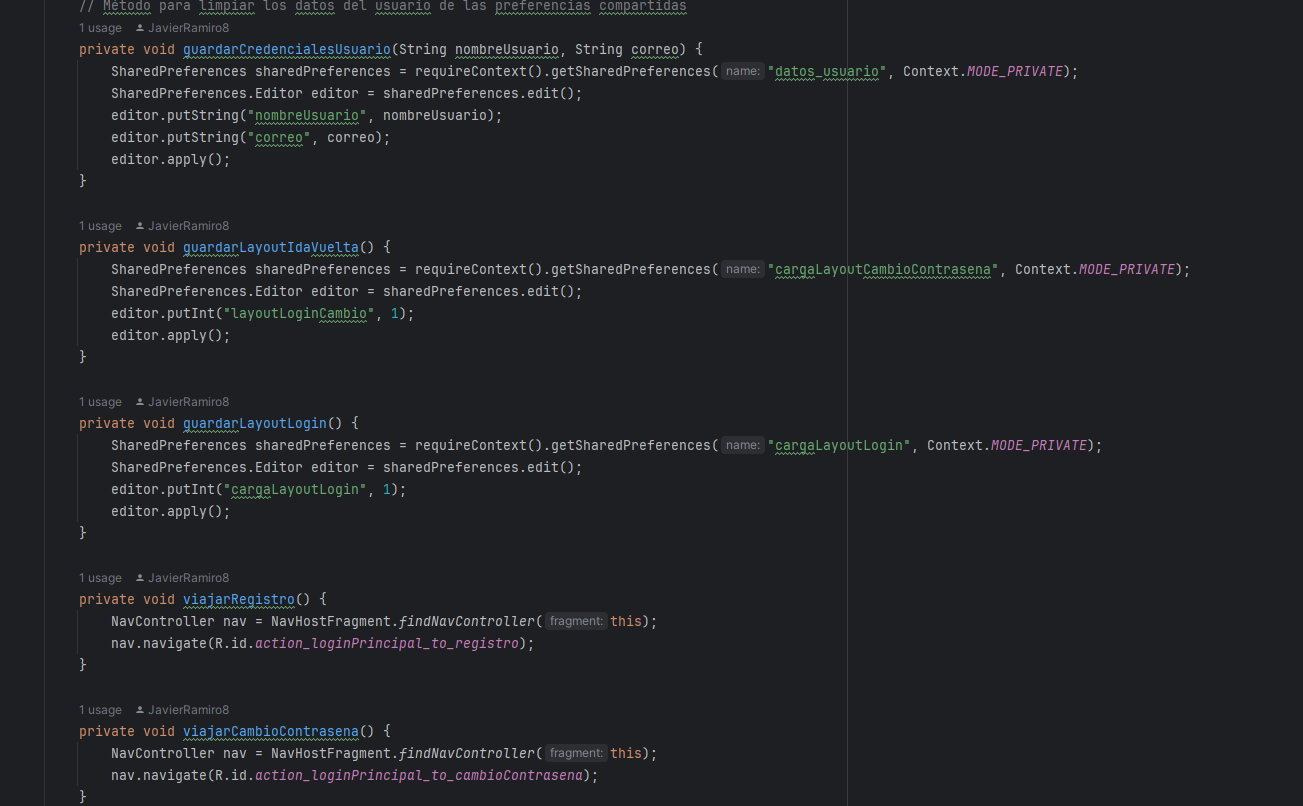 // Método para limpiar los datos del usuario de las preferencias compartidas
1 usage JavierRamiro8
private void guardarCredencialesUsuario(String nombreUsuario, String correo) {
SharedPreferences sharedPreferences = requireContext().getSharedPreferences( name: "datos_usuario", Context.MODE_PRIVATE);
SharedPreferences.Editor editor = sharedPreferences.edit();
editor.putString("nombreUsuario", nombreUsuario);
editor.putString("correo", correo);
editor.apply();
}
1 usage JavierRamiro8
private void guardarLayoutIdaVuelta() {
SharedPreferences sharedPreferences = requireContext().getSharedPreferences( name: "cargaLayoutCambioContrasena", Context.MODE_PRIVATE);
SharedPreferences.Editor editor = sharedPreferences.edit();
editor.putInt("layoutLoginCambio", 1);
editor.apply();
}
1 usage JavierRamiro8
private void guardarLayoutLogin() {
SharedPreferences sharedPreferences = requireContext().getSharedPreferences( name: "cargaLayoutLogin", Context.MODE_PRIVATE);
SharedPreferences.Editor editor = sharedPreferences.edit();
editor.putInt("cargaLayoutLogin", 1);
editor.apply();
}
1 usage JavierRamiro8
private void viajarRegistro() {
NavController nav = NavHostFragment.findNavController( fragment: this);
nav.navigate(R.id.action_loginPrincipal_to_registro);
}
1 usage JavierRamiro8
private void viajarCambioContrasena() {
NavController nav = NavHostFragment.findNavController( fragment: this);
nav.navigate(R.id.action_loginPrincipal_to_cambioContrasena);
}